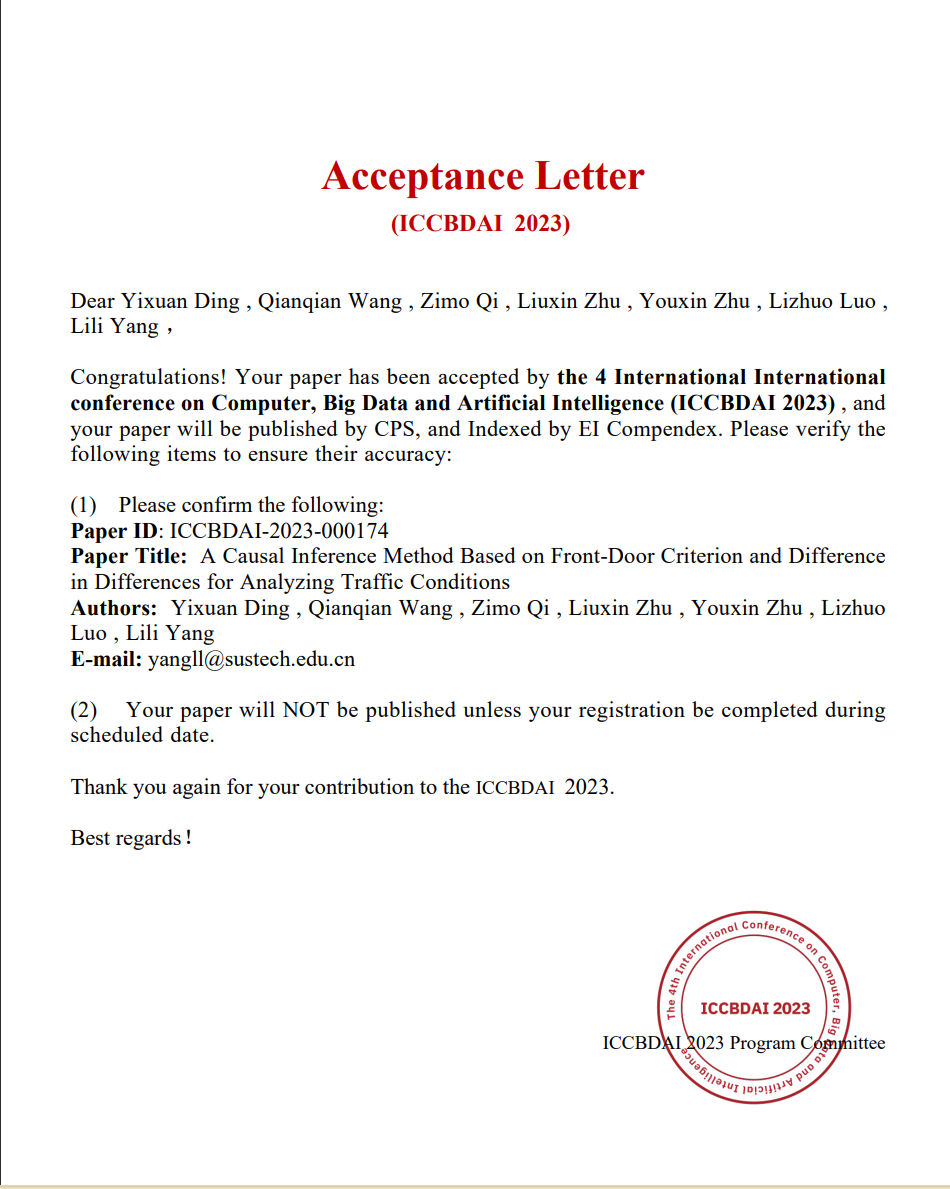 Acceptance Letter
(ICCBDAI 2023)
Dear Yixuan Ding , Qianqian Wang , Zimo Qi , Liuxin Zhu , Youxin Zhu , Lizhuo Luo ,
Lili Yang ，
Congratulations! Your paper has been accepted by the 4 International International
conference on Computer, Big Data and Artificial Intelligence (ICCBDAI 2023) , and
your paper will be published by CPS, and Indexed by EI Compendex. Please verify the
following items to ensure their accuracy:
(1) Please confirm the following:
Paper ID: ICCBDAI-2023-000174
Paper Title: A Causal Inference Method Based on Front-Door Criterion and Difference
in Differences for Analyzing Traffic Conditions
Authors: Yixuan Ding , Qianqian Wang , Zimo Qi , Liuxin Zhu , Youxin Zhu , Lizhuo
Luo , Lili Yang
E-mail: yangll@sustech.edu.cn
(2) Your paper will NOT be published unless your registration be completed during
scheduled date.
Thank you again for your contribution to the ICCBDAI 2023.
Best regards！
The 4th International Conference on Computer, Big Data and Artificial Intelligence
ICCBDAI 2023
ICCBDAI 2023 Program Committee